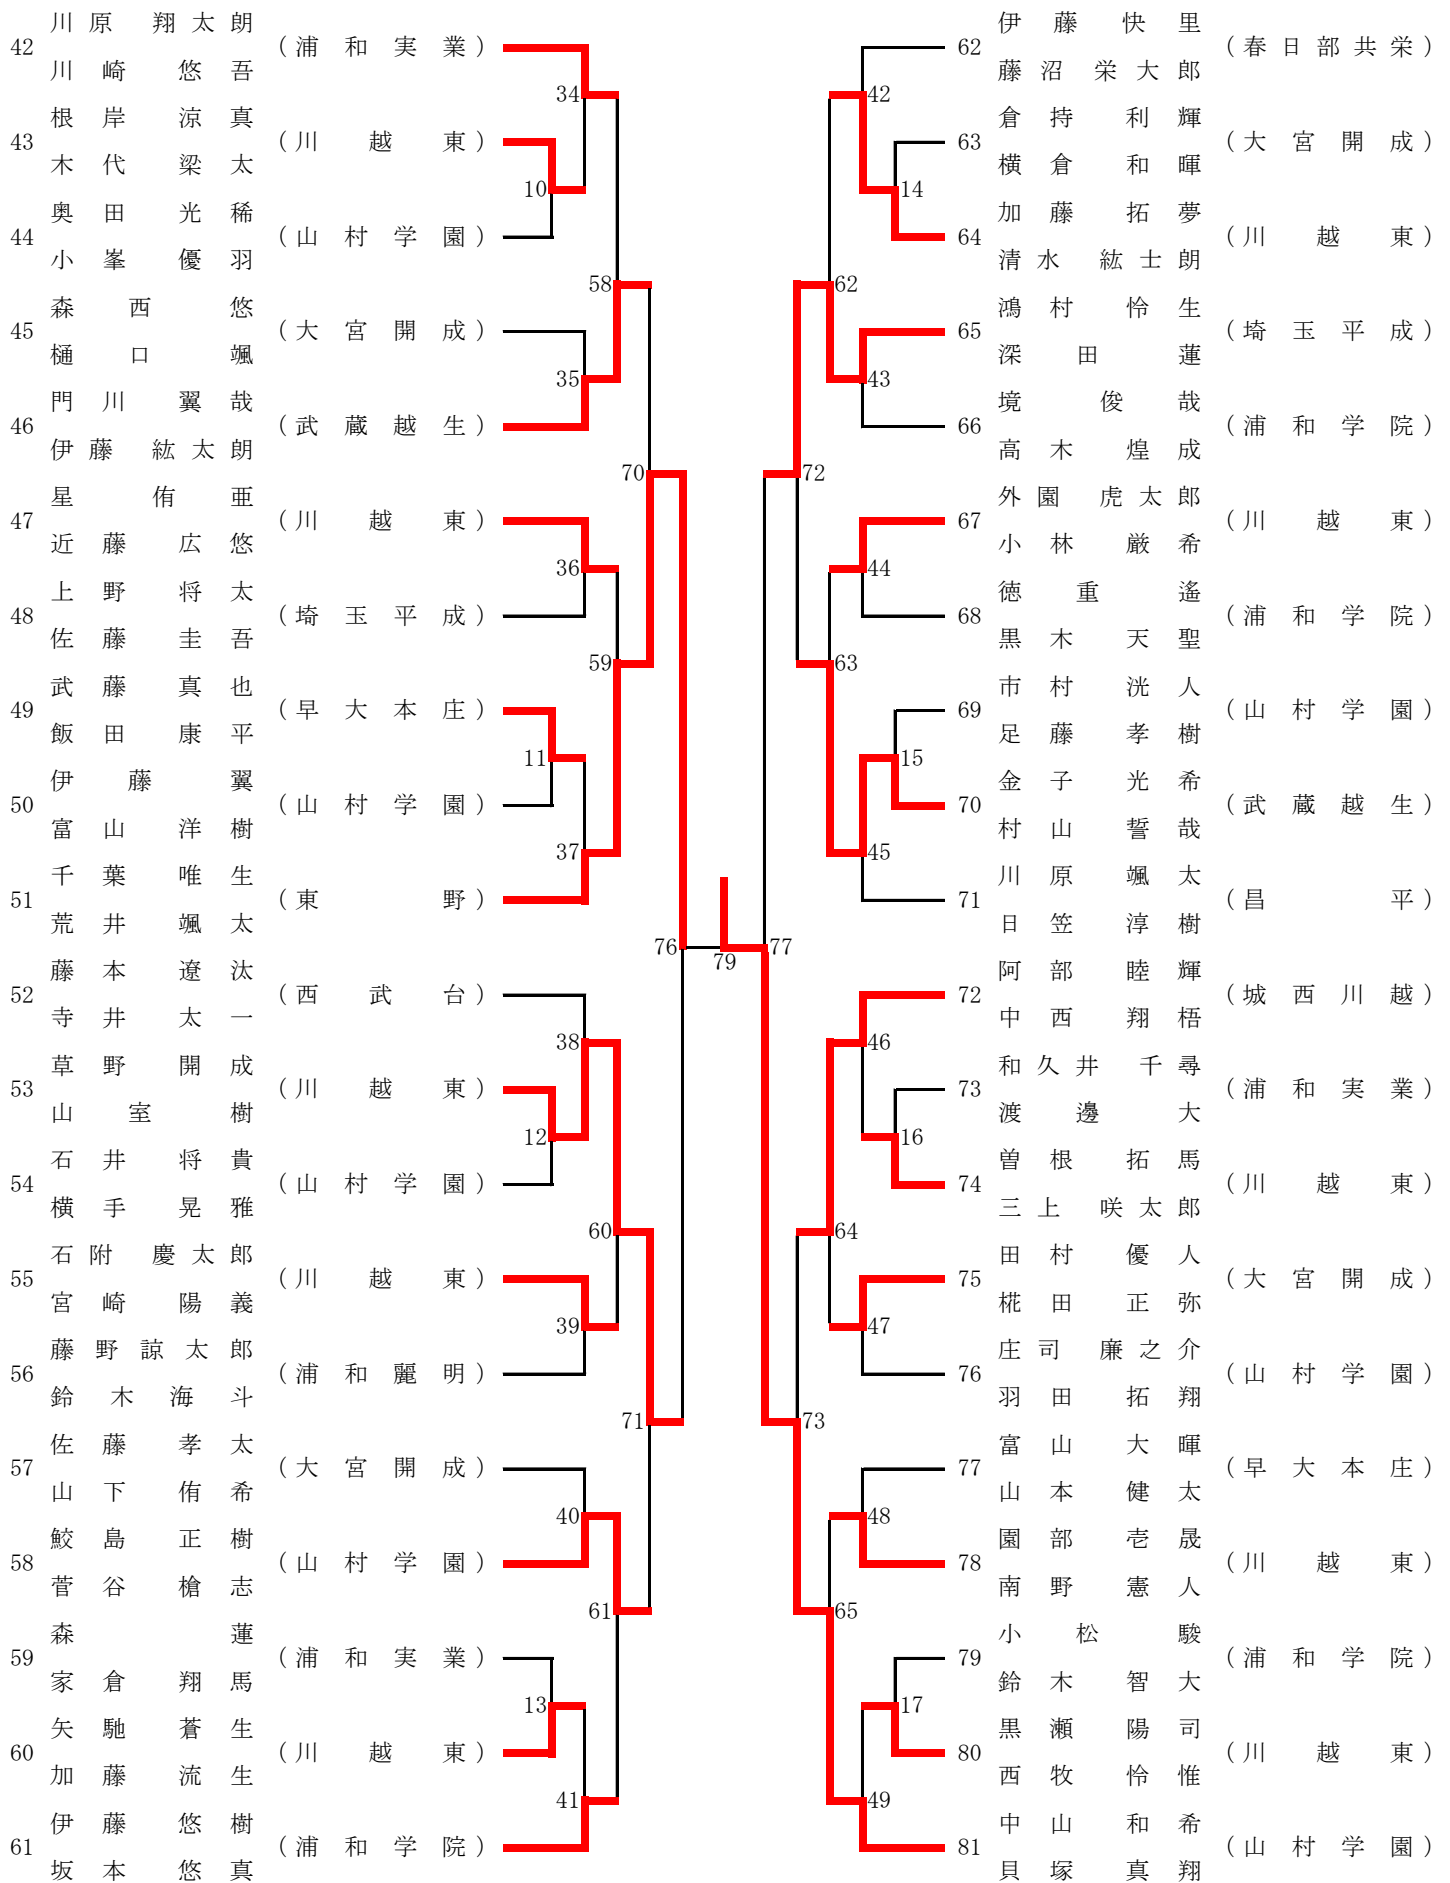 川原 翔太朗
42 (浦和実業)
川崎 悠吾
根岸 涼真
43 (川越東)
木代 梁太
奥田 光稀
44 (山村学園)
小峯 優羽
森西 悠
45 (大宮開成)
樋口 颯
門川 翼哉
46 (武蔵越生)
伊藤 紘太朗
星 侑亜
47 (川越東)
近藤 広悠
上野 将太
48 (埼玉平成)
佐藤 圭吾
武藤 真也
49 (早大本庄)
飯田 康平
伊藤 翼
50 (山村学園)
富山 洋樹
千葉 唯生
51 (東野)
荒井 颯太
藤本 遼汰
52 (西武台)
寺井 太一
草野 開成
53 (川越東)
山室 樹
石井 将貴
54 (山村学園)
横手 晃雅
石附 慶太郎
55 (川越東)
宮崎 陽義
藤野 諒太郎
56 (浦和麗明)
鈴木 海斗
佐藤 孝太
57 (大宮開成)
山下 侑希
鮫島 正樹
58 (山村学園)
菅谷 槍志
森 蓮
59 (浦和実業)
家倉 翔馬
矢馳 蒼生
60 (川越東)
加藤 流生
伊藤 悠樹
61 (浦和学院)
坂本 悠真
34
10
58
35
70
36
59
11
37
76
38
12
60
39
71
40
61
13
41
79
77
42
14
62
43
72
44
63
15
45
46
16
64
47
73
48
65
17
49
伊藤 快里
62 (春日部共栄)
藤沼 栄大郎
倉持 利輝
63 (大宮開成)
横倉 和暉
加藤 拓夢
64 (川越東)
清水 紘士朗
鴻村 怜生
65 (埼玉平成)
深田 蓮
境 俊哉
66 (浦和学院)
高木 煌成
外園 虎太郎
67 (川越東)
小林 厳希
徳重 遙
68 (浦和学院)
黒木 天聖
市村 洸人
69 (山村学園)
足藤 孝樹
金子 光希
70 (武蔵越生)
村山 誓哉
川原 颯太
71 (昌平)
日笠 淳樹
阿部 睦輝
72 (城西川越)
中西 翔梧
和久井 千尋
73 (浦和実業)
渡邊 大
曽根 拓馬
74 (川越東)
三上 咲太郎
田村 優人
75 (大宮開成)
椛田 正弥
庄司 廉之介
76 (山村学園)
羽田 拓翔
富山 大暉
77 (早大本庄)
山本 健太
園部 壱晟
78 (川越東)
南野 憲人
小松 駿
79 (浦和学院)
鈴木 智大
黒瀬 陽司
80 (川越東)
西牧 怜惟
中山 和希
81 (山村学園)
貝塚 真翔